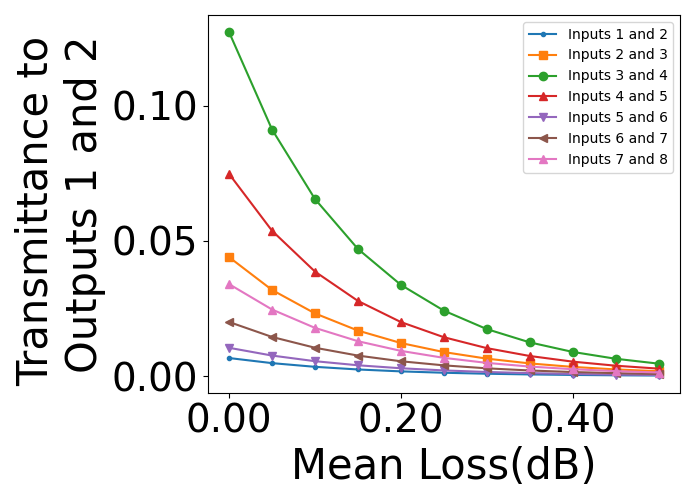 Transmittance to
Outputs 1 and 2
0.10
0.05
0.00
0.00 0.20 0.40
Mean Loss(dB)
Inputs 1 and 2
Inputs 2 and 3
Inputs 3 and 4
Inputs 4 and 5
Inputs 5 and 6
Inputs 6 and 7
Inputs 7 and 8